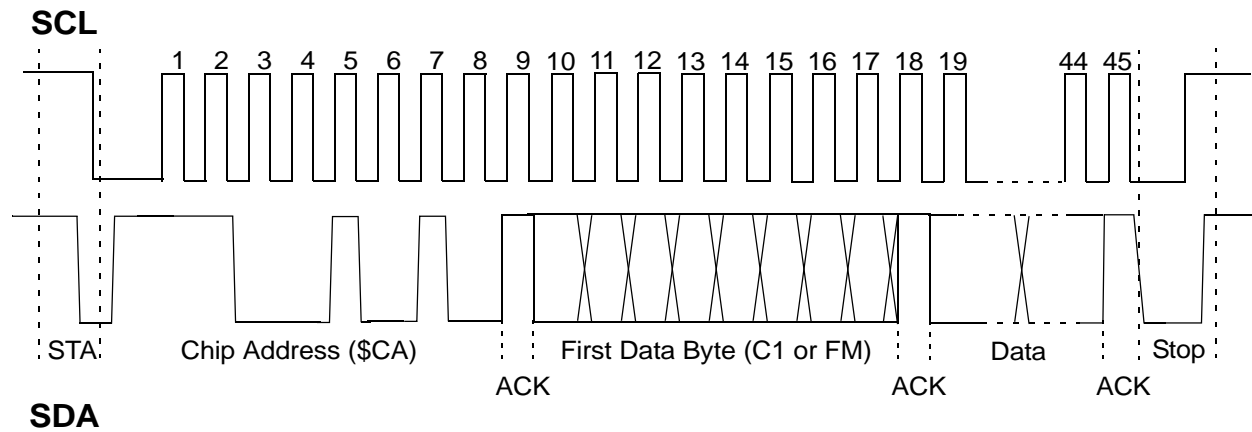 SCL
1 2 3 4 5 6 7 8 9 10 11 12 13 14 15 16 17 18 19 44 45
STA Chip Address ($CA) First Data Byte (C1 or FM) Data Stop
ACK ACK ACK
SDA